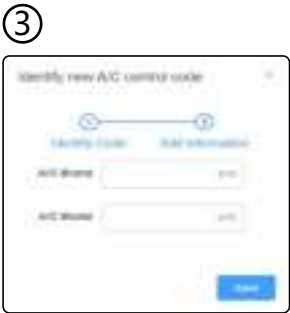 ③
Identify new A/C control code
Identify Code Add Information
A/C Brand
A/C Model
Save